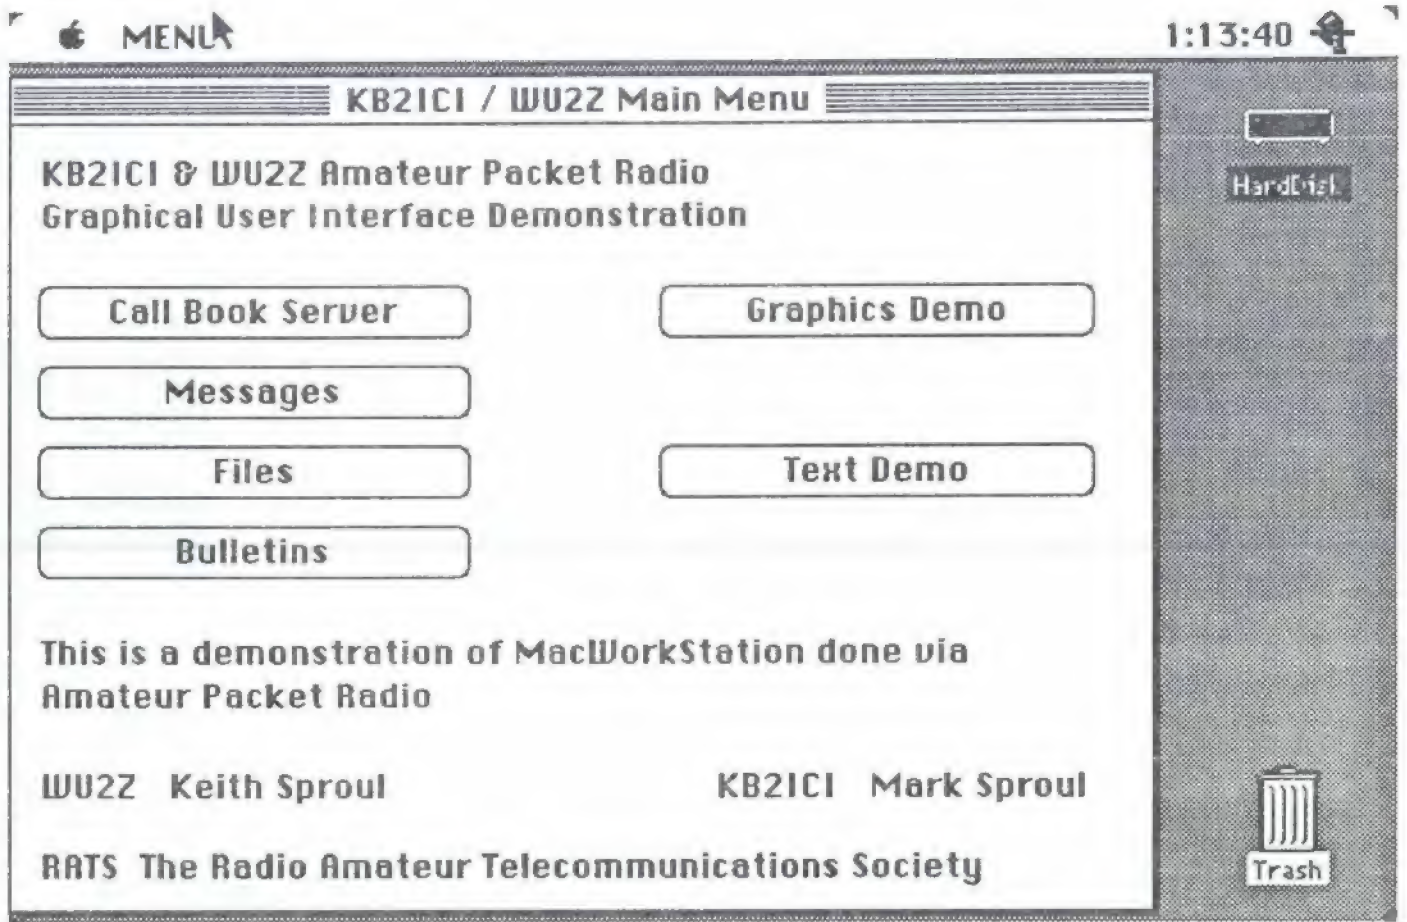 MENU
1:13:40
KB2ICI / WU2Z Main Menu
KB2ICI & WU2Z Amateur Packet Radio
Graphical User Interface Demonstration
HardDisk
Call Book Server
Graphics Demo
Messages
Files
Text Demo
Bulletins
This is a demonstration of MacWorkStation done via
Amateur Packet Radio
WU2Z Keith Sproul
KB2ICI Mark Sproul
RATS The Radio Amateur Telecommunications Society
Trash